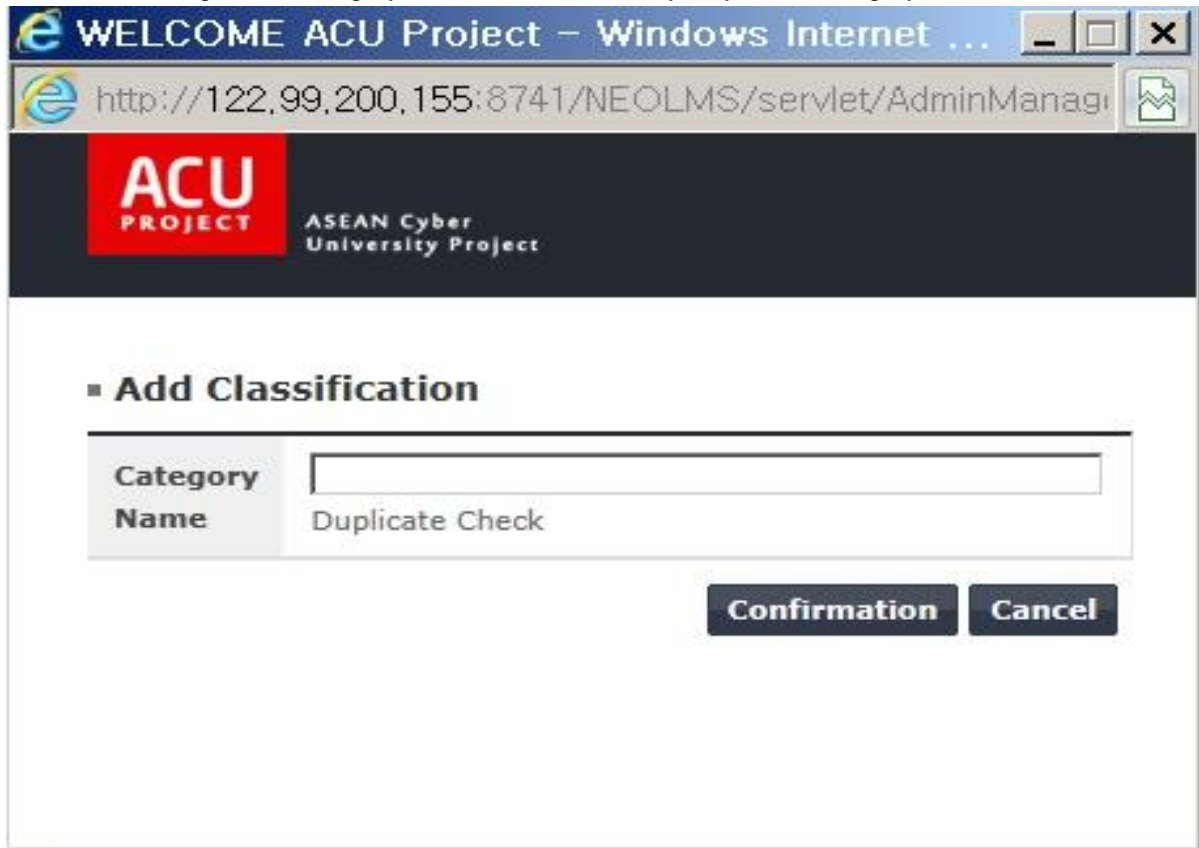 WELCOME ACU Project – Windows Internet ...
http://122.99.200.155:8741/NEOLMS/servlet/AdminManag
ACU
PROJECT
ASEAN Cyber
University Project
Add Classification
Category
Name
Duplicate Check
Confirmation Cancel